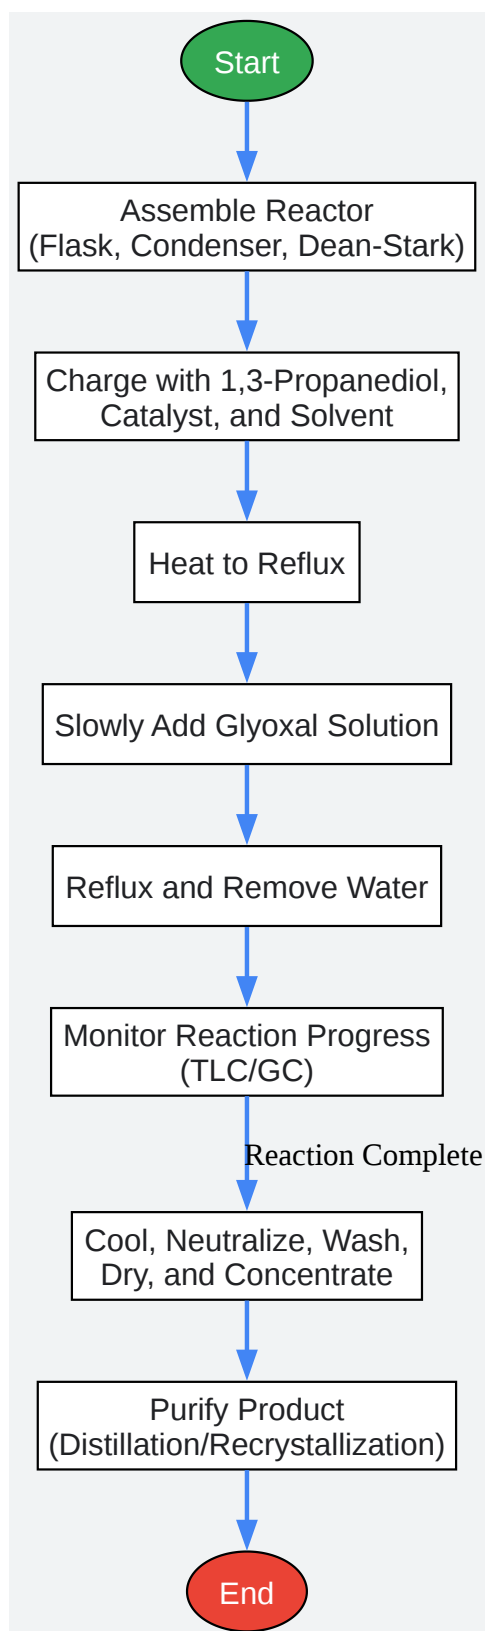 Start
Assemble Reactor
(Flask, Condenser, Dean-Stark)
Charge with 1,3-Propanediol,
Catalyst, and Solvent
Heat to Reflux
Slowly Add Glyoxal Solution
Reflux and Remove Water
Monitor Reaction Progress
(TLC/GC)
Reaction Complete
Cool, Neutralize, Wash,
Dry, and Concentrate
Purify Product
(Distillation/Recrystallization)
End